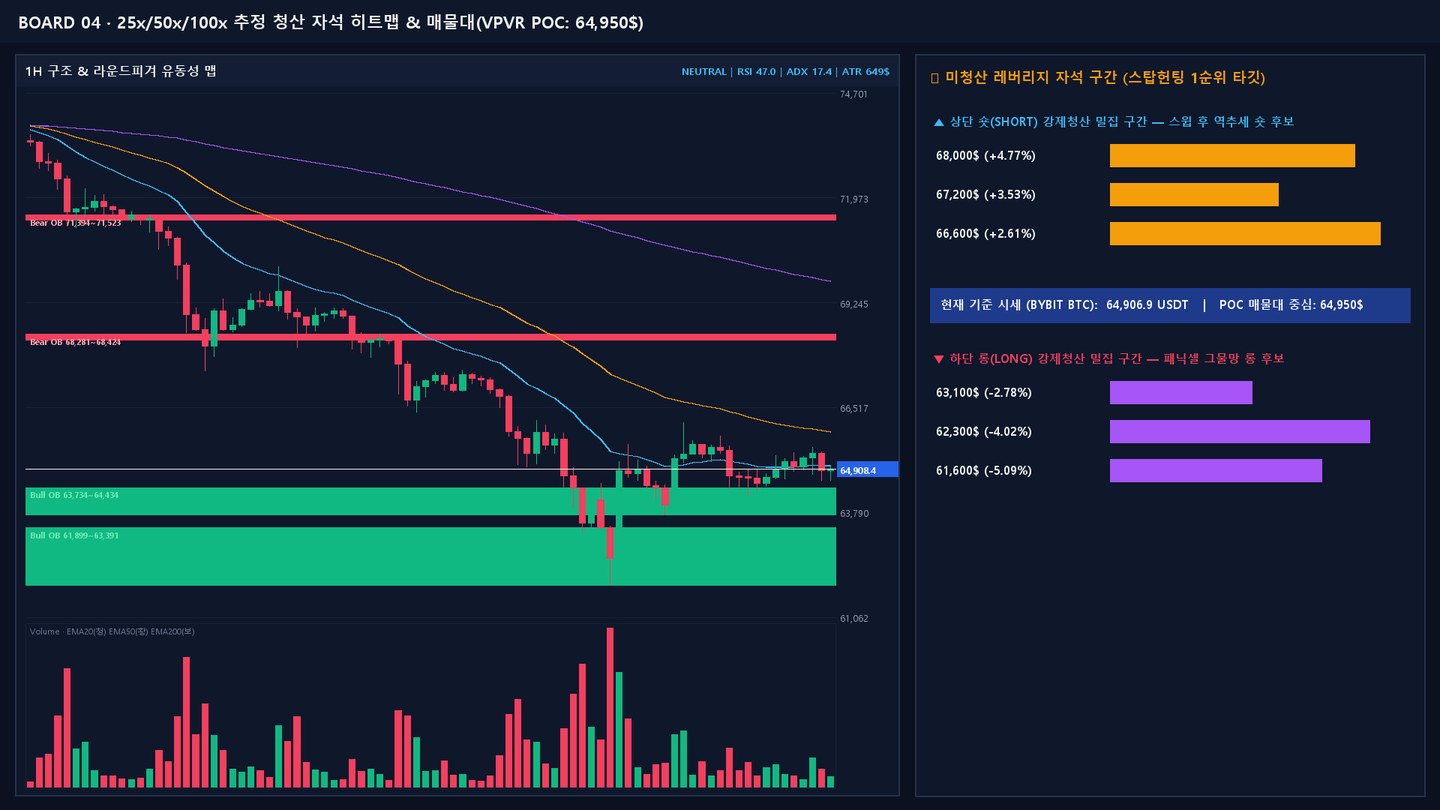 BOARD 04 · 25x/50x/100x 추정 청산 자석 히트맵 & 매물대(VPVR POC: 64,950$)
1H 구조 & 라운드피겨 유동성 맵
NEUTRAL | RSI 47.0 | ADX 17.4 | ATR 649$
74,701
71,973
Bear OB 71,394~71,523
69,245
Bear OB 68,281~68,424
66,517
64,908.4
Bull OB 63,734~64,434
63,790
Bull OB 61,899~63,391
61,062
Volume · EMA20(청) EMA50(황) EMA200(보)
미청산 레버리지 자석 구간 (스탑헌팅 1순위 타깃)
▲ 상단 숏(SHORT) 강제청산 밀집 구간 — 스윕 후 역추세 숏 후보
68,000$ (+4.77%)
67,200$ (+3.53%)
66,600$ (+2.61%)
현재 기준 시세 (BYBIT BTC): 64,906.9 USDT | POC 매물대 중심: 64,950$
▼ 하단 롱(LONG) 강제청산 밀집 구간 — 패닉셀 그물망 롱 후보
63,100$ (-2.78%)
62,300$ (-4.02%)
61,600$ (-5.09%)